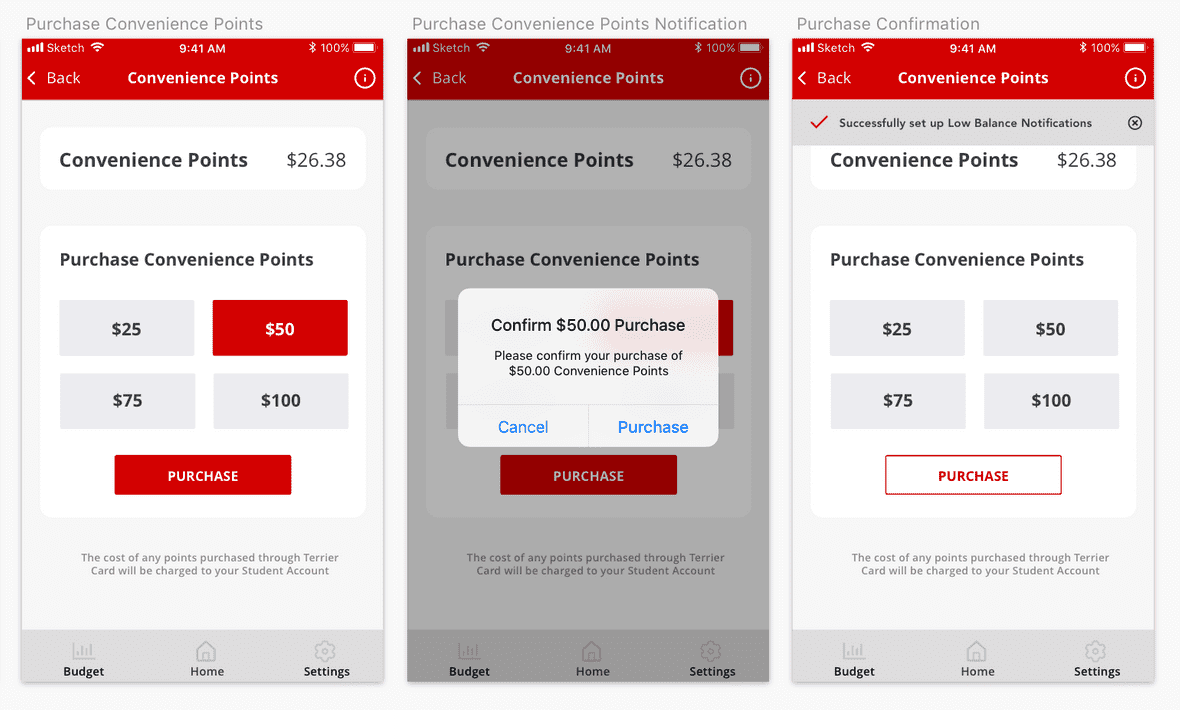 Purchase Convenience Points
Sketch 9:41 AM 100%
Back Convenience Points
Convenience Points $26.38
Purchase Convenience Points
$25 $50
$75 $100
PURCHASE
The cost of any points purchased through Terrier
Card will be charged to your Student Account
Budget Home Settings
Purchase Convenience Points Notification
Sketch 9:41 AM 100%
Back Convenience Points
Convenience Points $26.38
Purchase Convenience Points
Confirm $50.00 Purchase
Please confirm your purchase of
$50.00 Convenience Points
Cancel Purchase
PURCHASE
The cost of any points purchased through Terrier
Card will be charged to your Student Account
Budget Home Settings
Purchase Confirmation
Sketch 9:41 AM 100%
Back Convenience Points
Successfully set up Low Balance Notifications
Convenience Points $26.38
Purchase Convenience Points
$25 $50
$75 $100
PURCHASE
The cost of any points purchased through Terrier
Card will be charged to your Student Account
Budget Home Settings